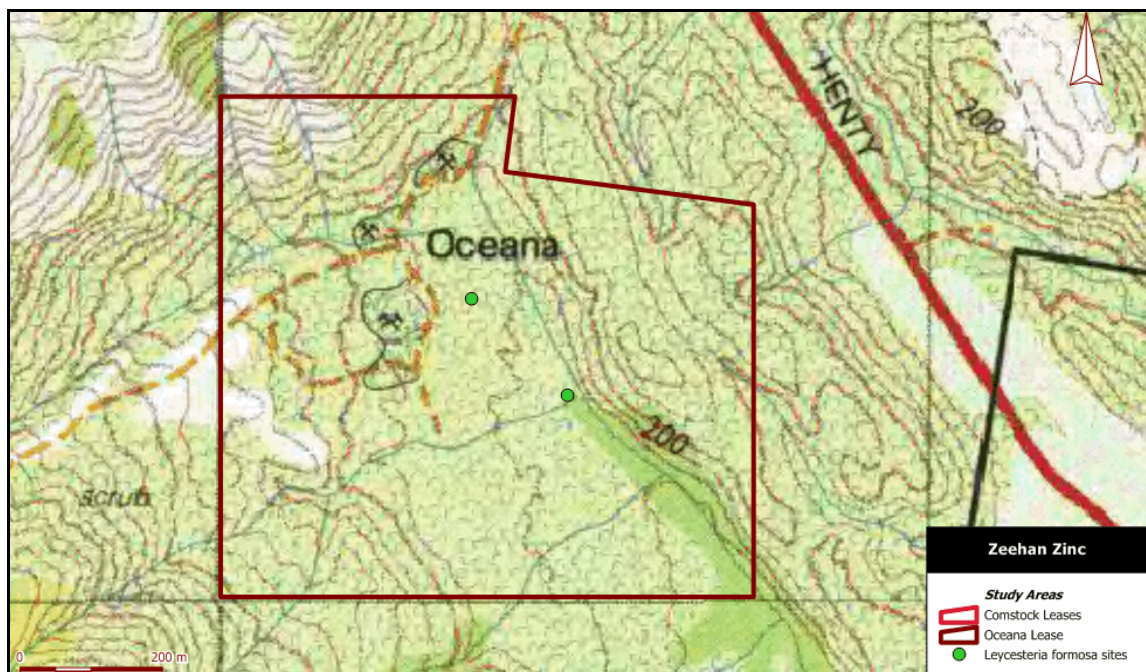 HENTY
200
Oceana
200
scrub
0 200 m
Zeehan Zinc
Study Areas
Comstock Leases
Oceana Lease
Leycesteria formosa sites